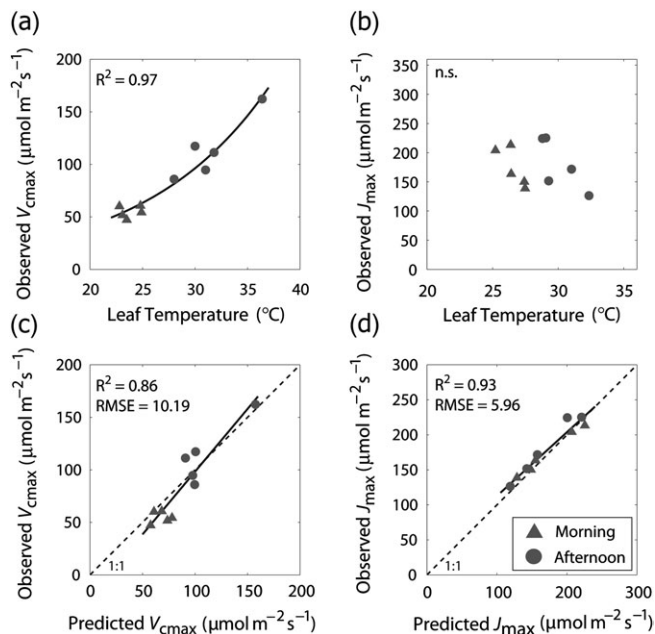 (a)
R² = 0.97
Observed Vcmax (μmol m⁻² s⁻¹)
200
150
100
50
0
20 25 30 35 40
Leaf Temperature (°C)
(b)
n.s.
Observed Jmax (μmol m⁻² s⁻¹)
350
300
250
200
150
100
50
0
20 25 30 35
Leaf Temperature (°C)
(c)
R² = 0.86
RMSE = 10.19
Observed Vcmax (μmol m⁻² s⁻¹)
200
150
100
50
0
1:1
0 50 100 150 200
Predicted Vcmax (μmol m⁻² s⁻¹)
(d)
R² = 0.93
RMSE = 5.96
Observed Jmax (μmol m⁻² s⁻¹)
300
250
200
150
100
50
0
Morning
Afternoon
1:1
0 100 200 300
Predicted Jmax (μmol m⁻² s⁻¹)